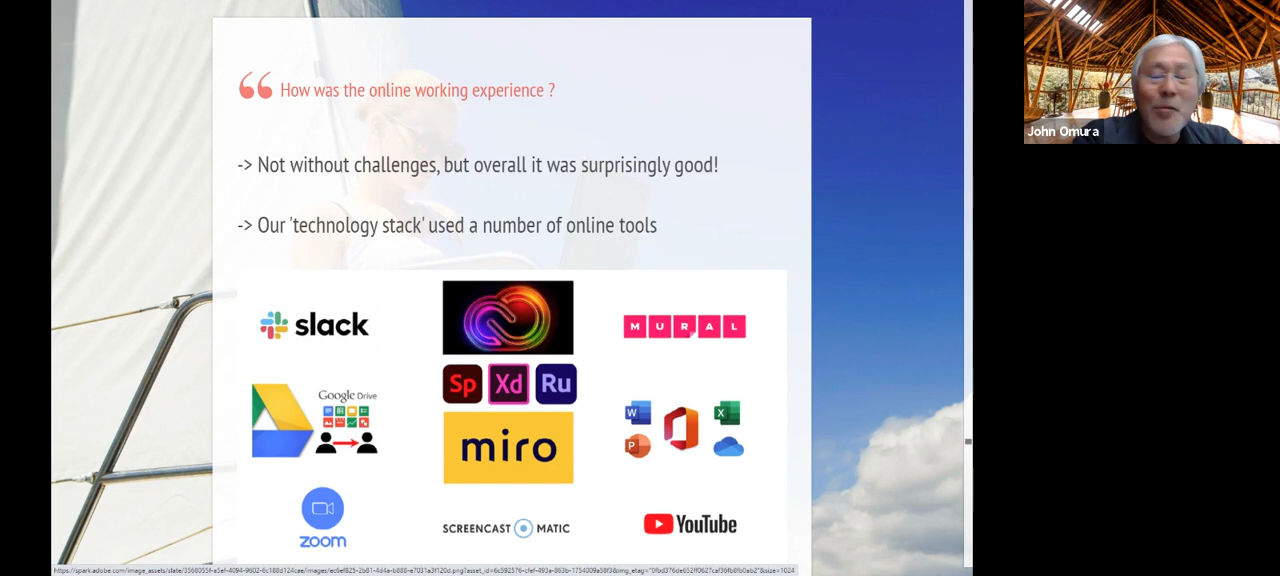 How was the online working experience ?
John Omura
-> Not without challenges, but overall it was surprisingly good!
-> Our 'technology stack' used a number of online tools
slack
MURAL
Google Drive
Sp Xd Ru
W X
P
miro
zoom
SCREENCAST O MATIC
YouTube